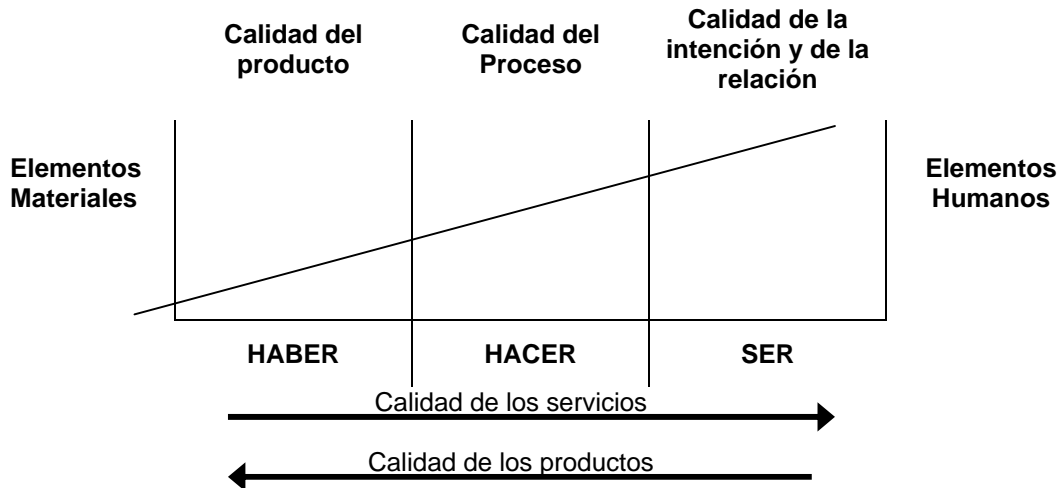 Calidad del
producto
Calidad del
Proceso
Calidad de la
intención y de la
relación
Elementos
Materiales
Elementos
Humanos
HABER
HACER
SER
Calidad de los servicios
Calidad de los productos